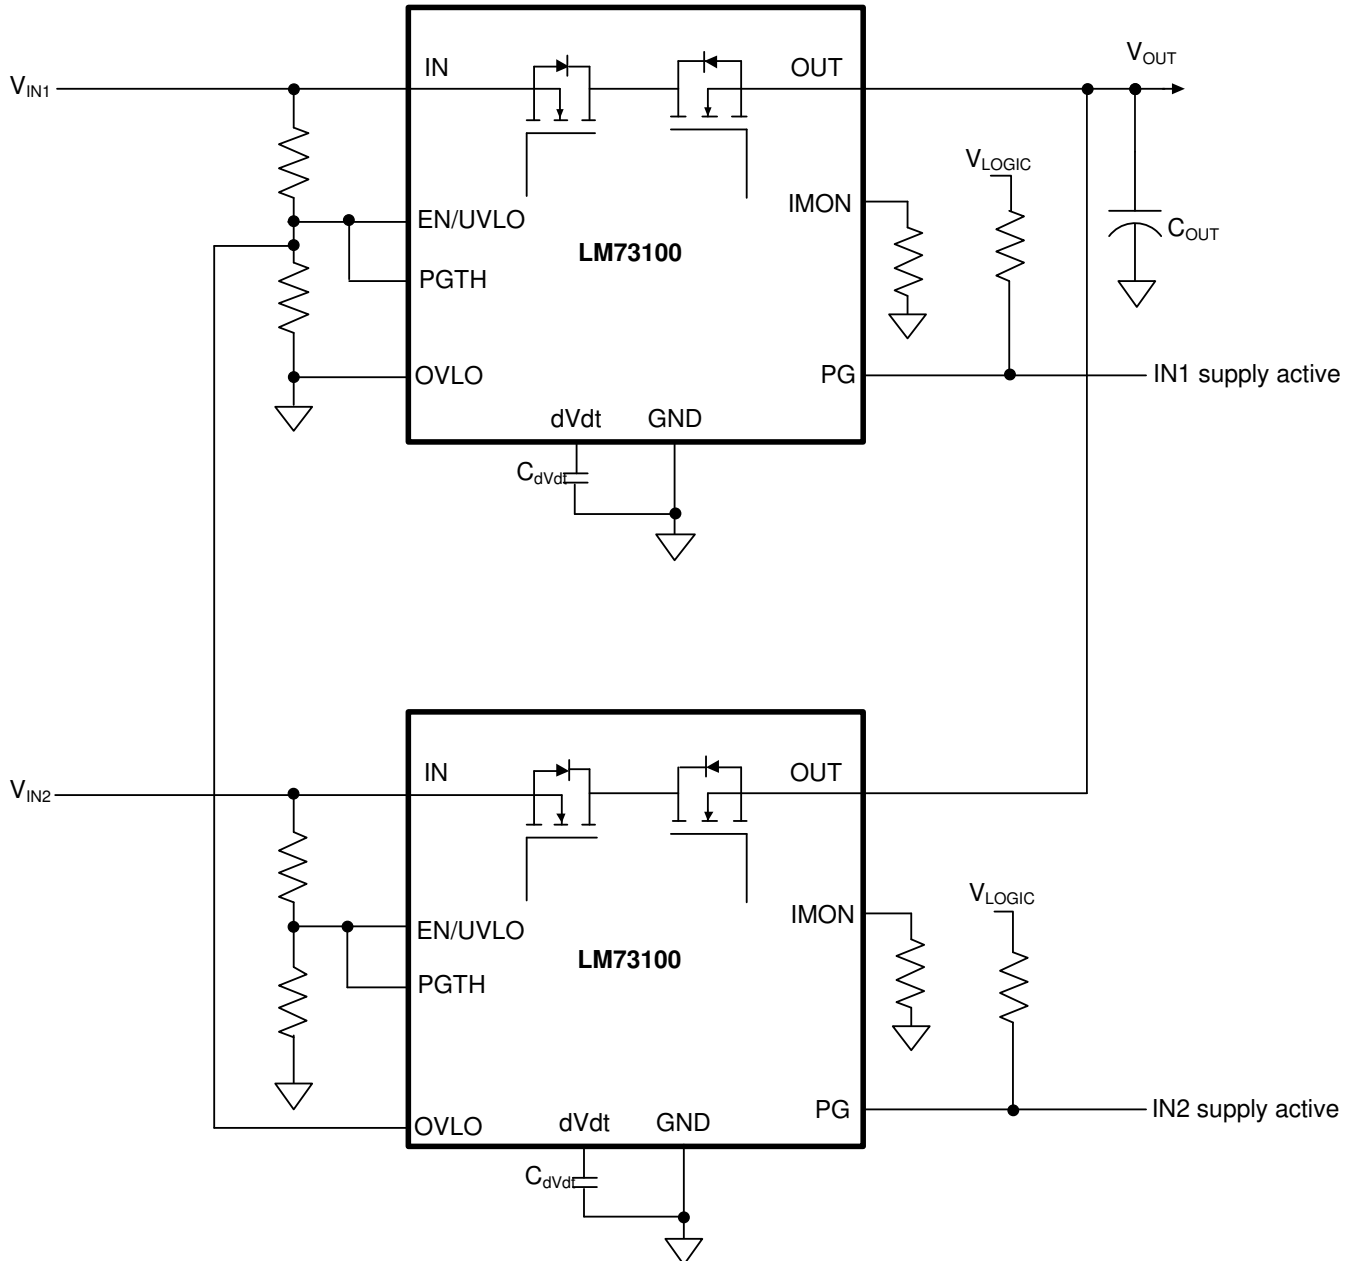 IN
OUT
VOUT
VIN1
VLOGIC
IMON
EN/UVLO
COUT
LM73100
PGTH
OVLO
PG
IN1 supply active
dVdt
GND
CdVdt
IN
OUT
VIN2
VLOGIC
IMON
EN/UVLO
LM73100
PGTH
PG
IN2 supply active
OVLO
dVdt
GND
CdVdt